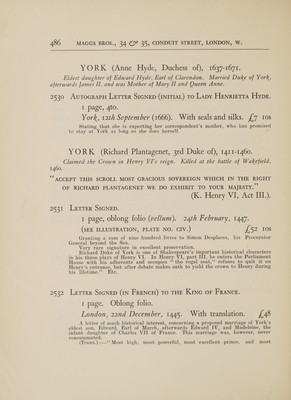 486 MAGGS BROS., 34 & 35, CONDUIT STREET, LONDON, W.
YORK (Anne Hyde, Duchess of), 1637-1671.
Eldest daughter of Edward Hyde, Earl of Clarendon. Married Duke of York,
afterwards James II. and was Mother of Mary II and Queen Anne.
2530 AUTOGRAPH LETTER SIGNED (INITIAL) TO LADY HENRIETTA HYDE.
1 page, 4to.
York, 12th September (1666). With seals and silks. £7 10s
Stating that she is expecting her correspondent's mother, who has promised
to stay at York as long as she does herself.
YORK (Richard Plantagenet, 3rd Duke of), 1411-1460.
Claimed the Crown in Henry VI's reign. Killed at the battle of Wakefield,
1460.
"ACCEPT THIS SCROLL MOST GRACIOUS SOVEREIGN WHICH IN THE RIGHT
OF RICHARD PLANTAGENET WE DO EXHIBIT TO YOUR MAJESTY,"
(K. Henry VI, Act III.).
2531 LETTER SIGNED.
1 page, oblong folio (vellum). 24th February, 1447.
(SEE ILLUSTRATION, PLATE NO. CIV.) £52 10s
Granting a sum of nine hundred livres to Simon Desplaces, his Procurator
General beyond the Sea.
Very rare signature in excellent preservation.
Richard Duke of York is one of Shakespeare's important historical characters
in his three plays of Henry VI. In Henry VI, part III, he enters the Parliament
House with his adherents and occupies "the regal seat," refuses to quit it on
Henry's entrance, but after debate makes oath to yield the crown to Henry during
his lifetime." Etc.
2532 LETTER SIGNED (IN FRENCH) TO THE KING OF FRANCE.
1 page. Oblong folio.
London, 22nd December, 1445. With translation. £48
A letter of much historical interest, concerning a proposed marriage of York's
eldest son, Edward, Earl of March, afterwards Edward IV, and Madeleine, the
infant daughter of Charles VII of France. This marriage was, however, never
consummated.
(TRANS.):—"Most high, most powerful, most excellent prince, and most